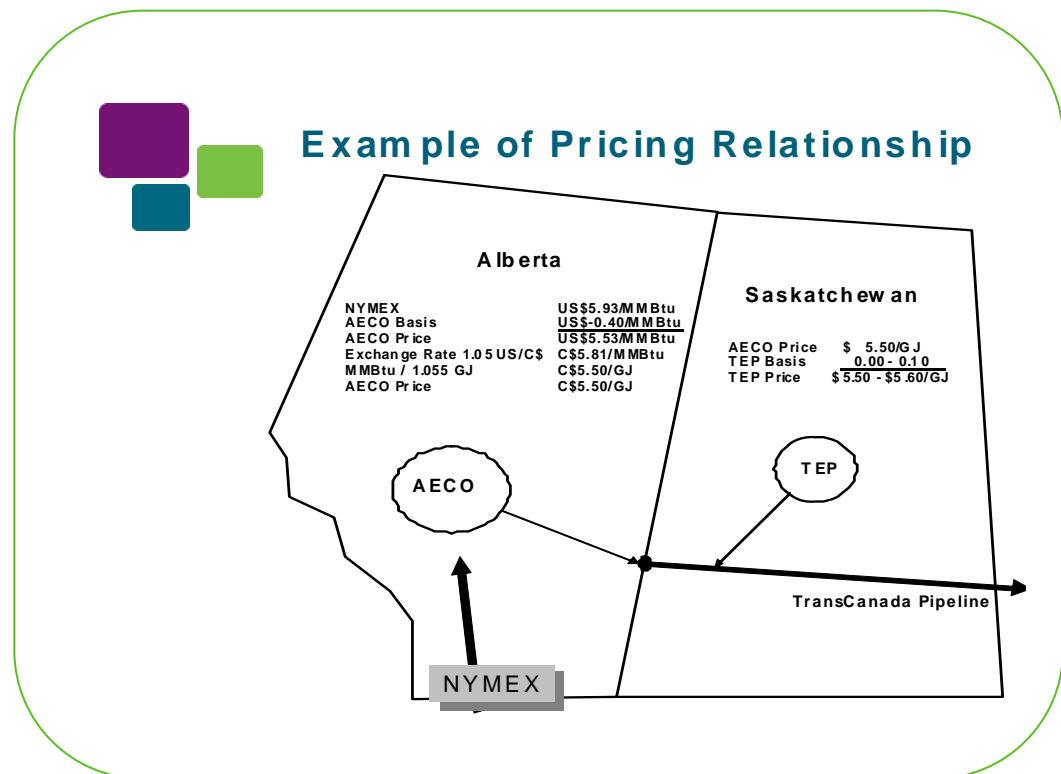 Example of Pricing Relationship
Alberta
NYMEX US$5.93/MMBtu
AECO Basis US$-0.40/MMBtu
AECO Price US$5.53/MMBtu
Exchange Rate 1.05 US/C$ C$5.81/MMBtu
MMBtu / 1.055 GJ C$5.50/GJ
AECO Price C$5.50/GJ
Saskatchewan
AECO Price $ 5.50/GJ
TEP Basis 0.00 - 0.10
TEP Price $5.50 - $5.60/GJ
AECO
TEP
TransCanada Pipeline
NYMEX